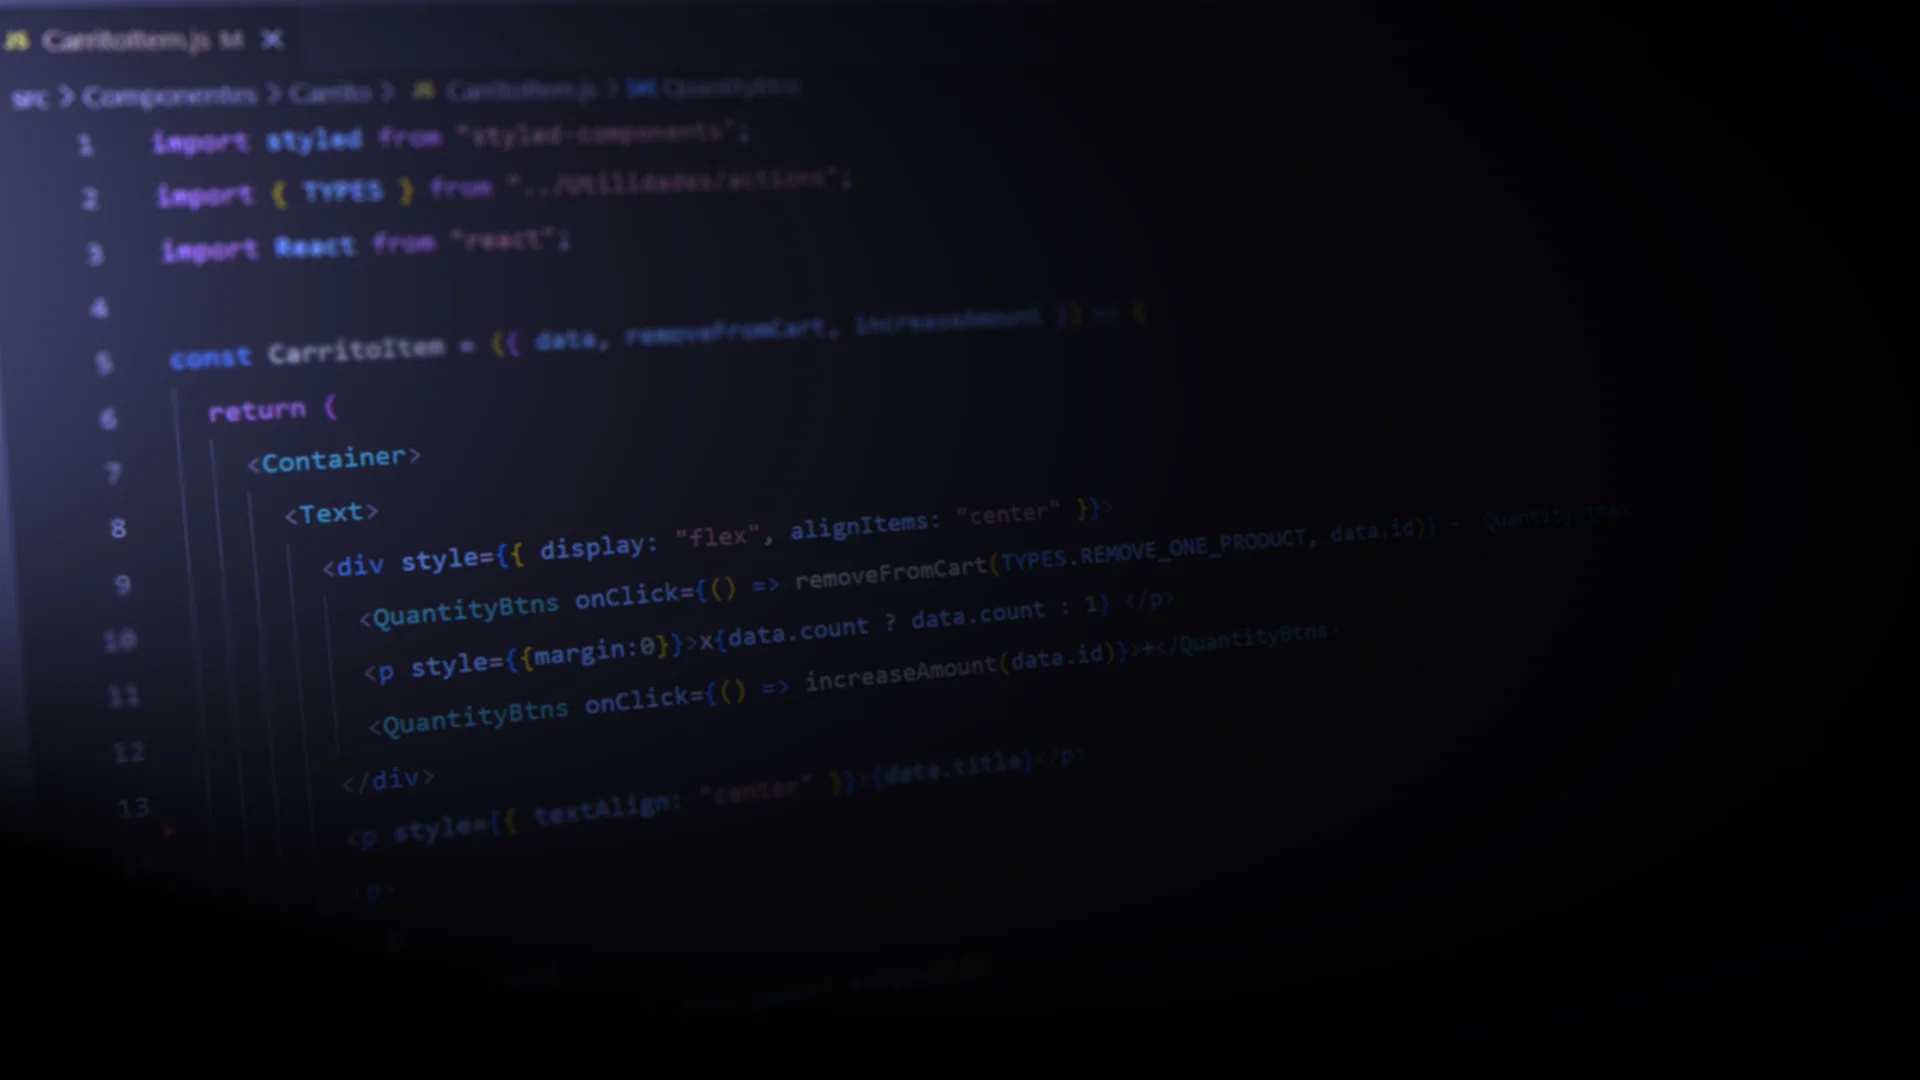 JS CarritoItem.js M X
src > Componentes > Carrito > JS CarritoItem.js > QuantityBtns
1 import styled from "styled-components";
2 import { TYPES } from "../Utilidades/actions";
3 import React from "react";
4
5 const CarritoItem = ({ data, removeFromCart, increaseAmount }) => {
6 return (
7 <Container>
8 <Text>
9 <div style={{ display: "flex", alignItems: "center" }}>
10 <QuantityBtns onClick={() => removeFromCart(TYPES.REMOVE_ONE_PRODUCT, data.id)}>-</QuantityBtns>
11 <p style={{margin:0}}>x{data.count ? data.count : 1} </p>
12 <QuantityBtns onClick={() => increaseAmount(data.id)}>+</QuantityBtns>
13 </div>
<p style={{ textAlign: "center" }}>{data.title}</p>
<p>
{